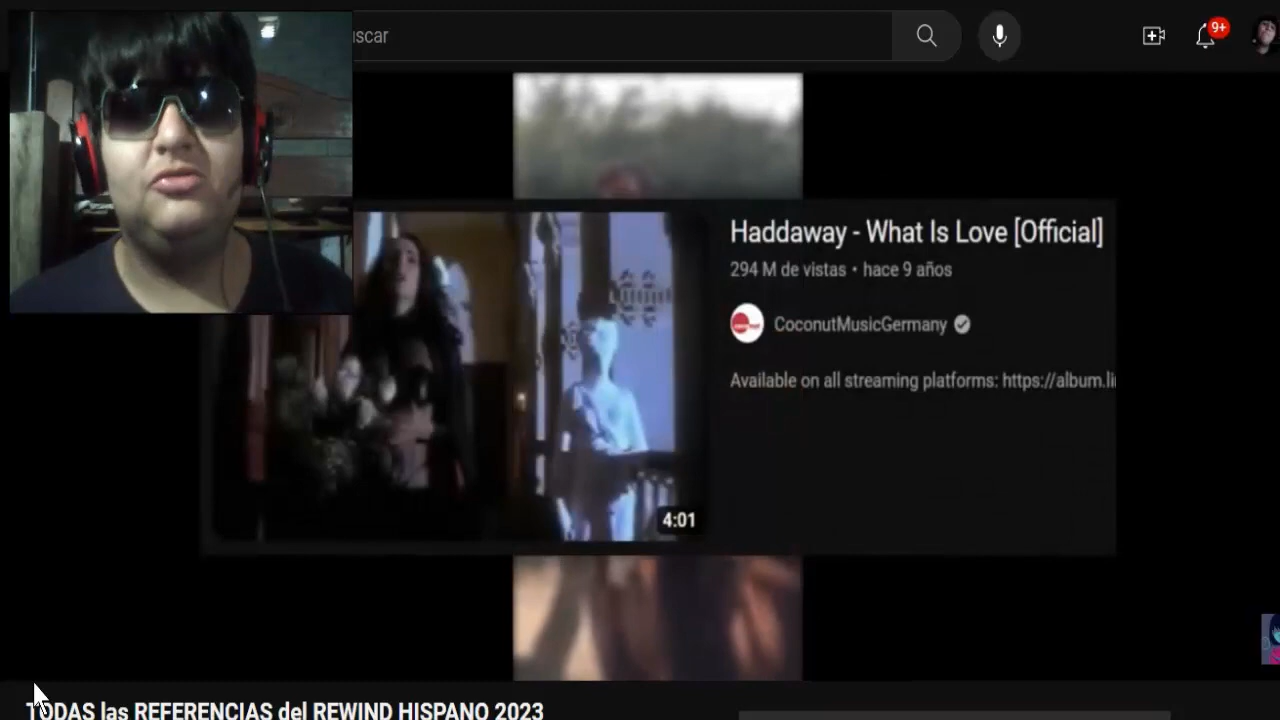 scar
9+
Haddaway - What Is Love [Official]
294 M de vistas • hace 9 años
CoconutMusicGermany
Available on all streaming platforms: https://album.li
4:01
TODAS las REFERENCIAS del REWIND HISPANO 2023